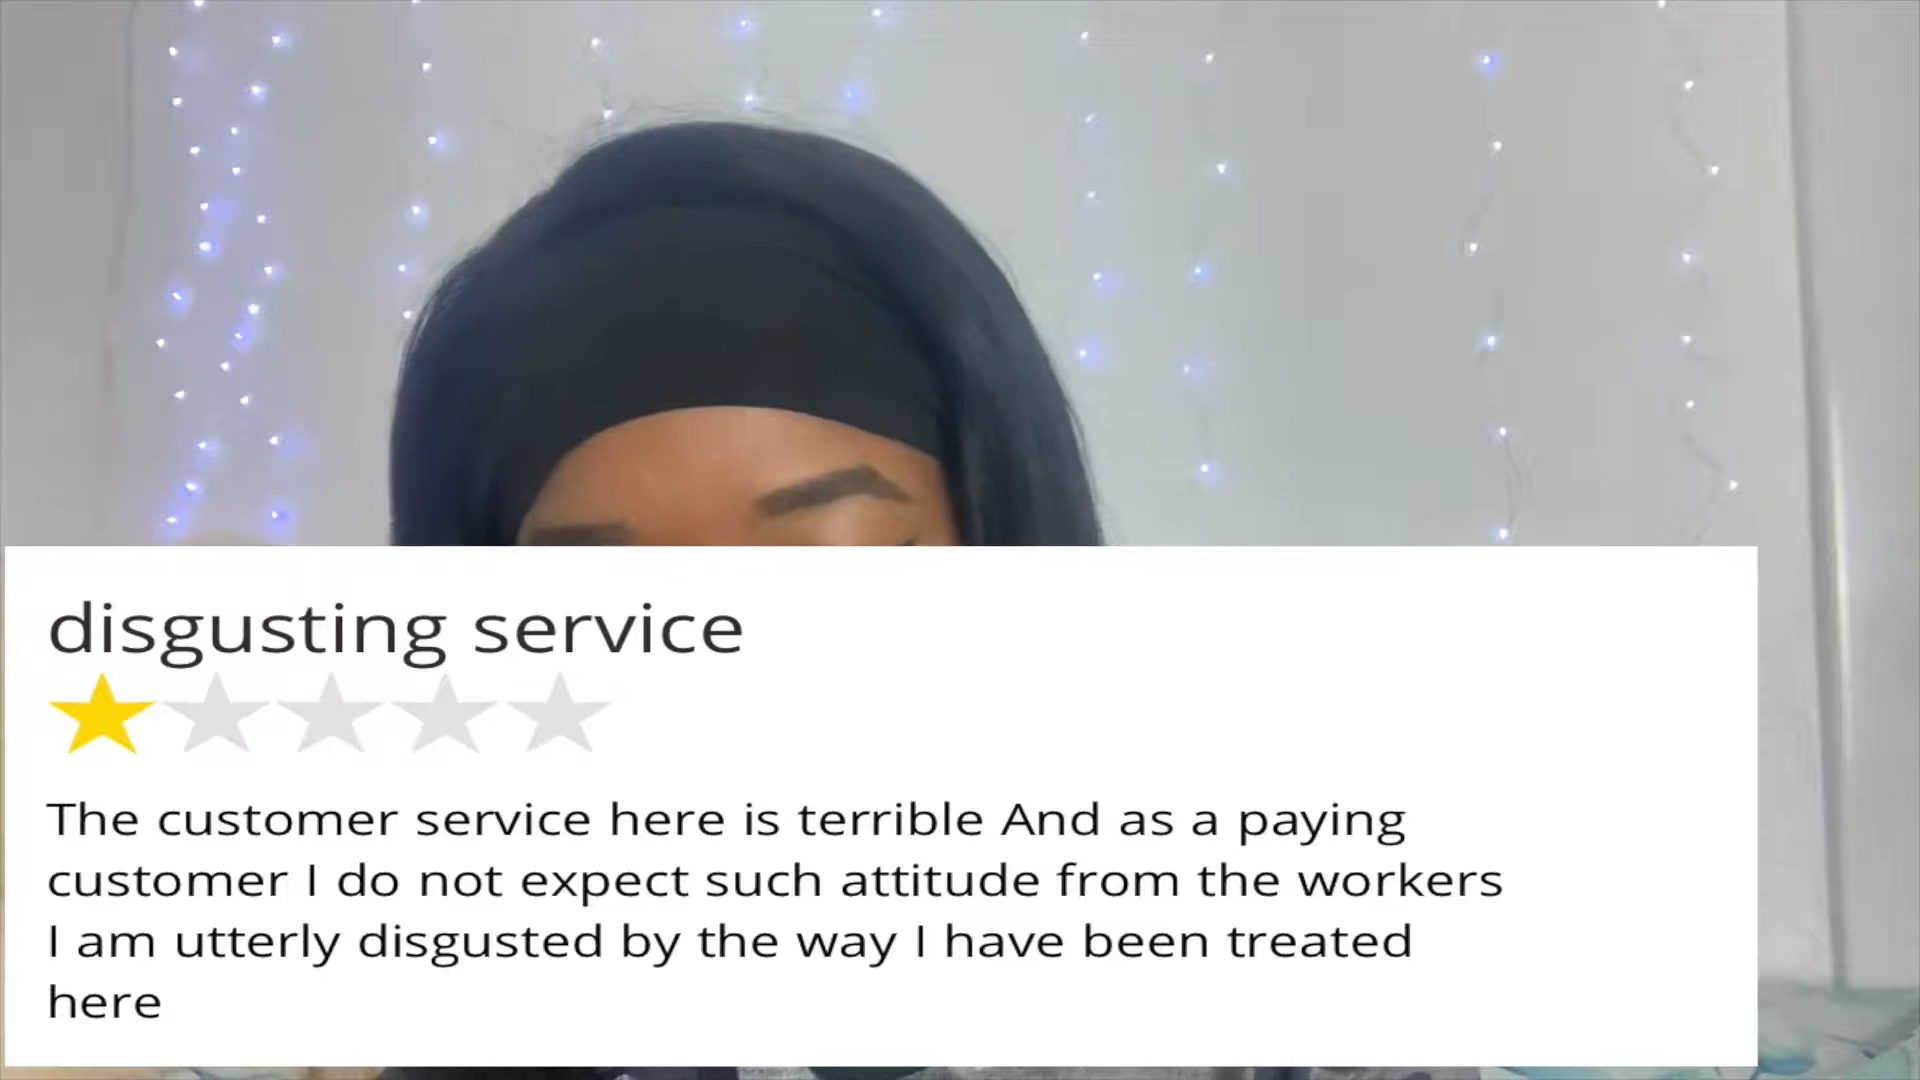 disgusting service
The customer service here is terrible And as a paying
customer I do not expect such attitude from the workers
I am utterly disgusted by the way I have been treated
here